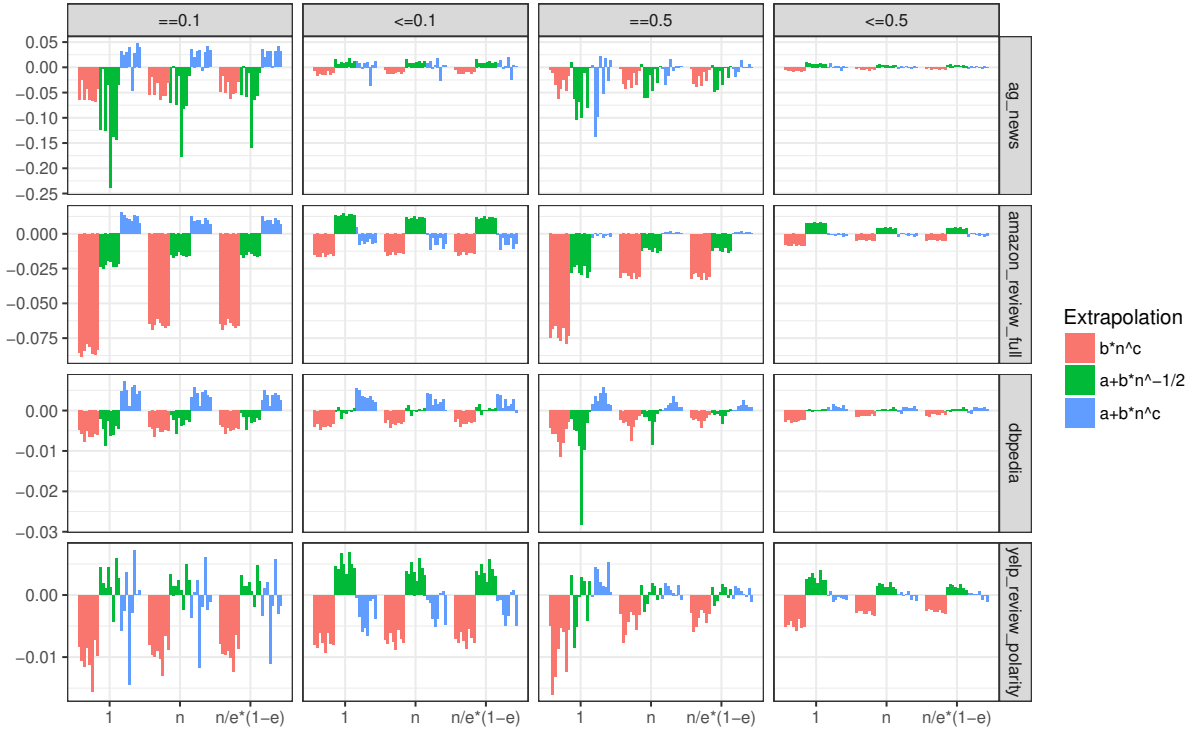 ==0.1 <=0.1 ==0.5 <=0.5
0.05
0.00
−0.05
−0.10
−0.15
−0.20
−0.25
ag_news
0.000
−0.025
−0.050
−0.075
amazon_review_full
0.00
−0.01
−0.02
−0.03
dbpedia
0.00
−0.01
yelp_review_polarity
1 n n/e*(1−e) 1 n n/e*(1−e) 1 n n/e*(1−e) 1 n n/e*(1−e)
Extrapolation
b*n^c
a+b*n^−1/2
a+b*n^c